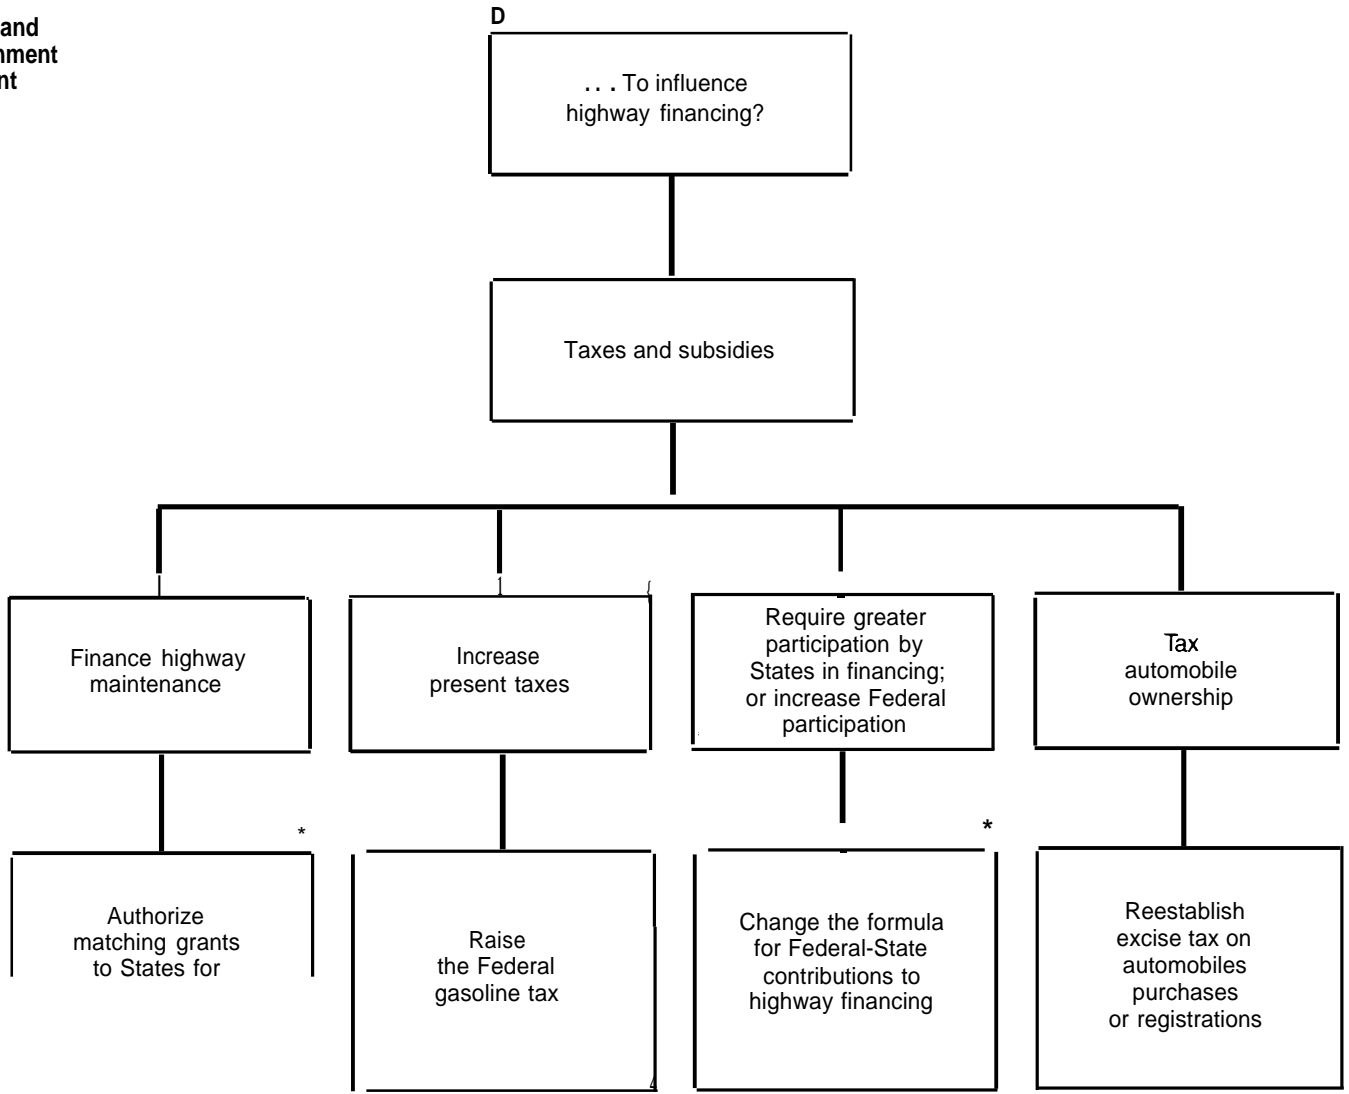 and
nment
nt
D
... To influence
highway financing?
Taxes and subsidies
Finance highway
maintenance
Increase
present taxes
Require greater
participation by
States in financing;
or increase Federal
participation
Tax
automobile
ownership
*
Authorize
matching grants
to States for
Raise
the Federal
gasoline tax
*
Change the formula
for Federal-State
contributions to
highway financing
Reestablish
excise tax on
automobiles
purchases
or registrations